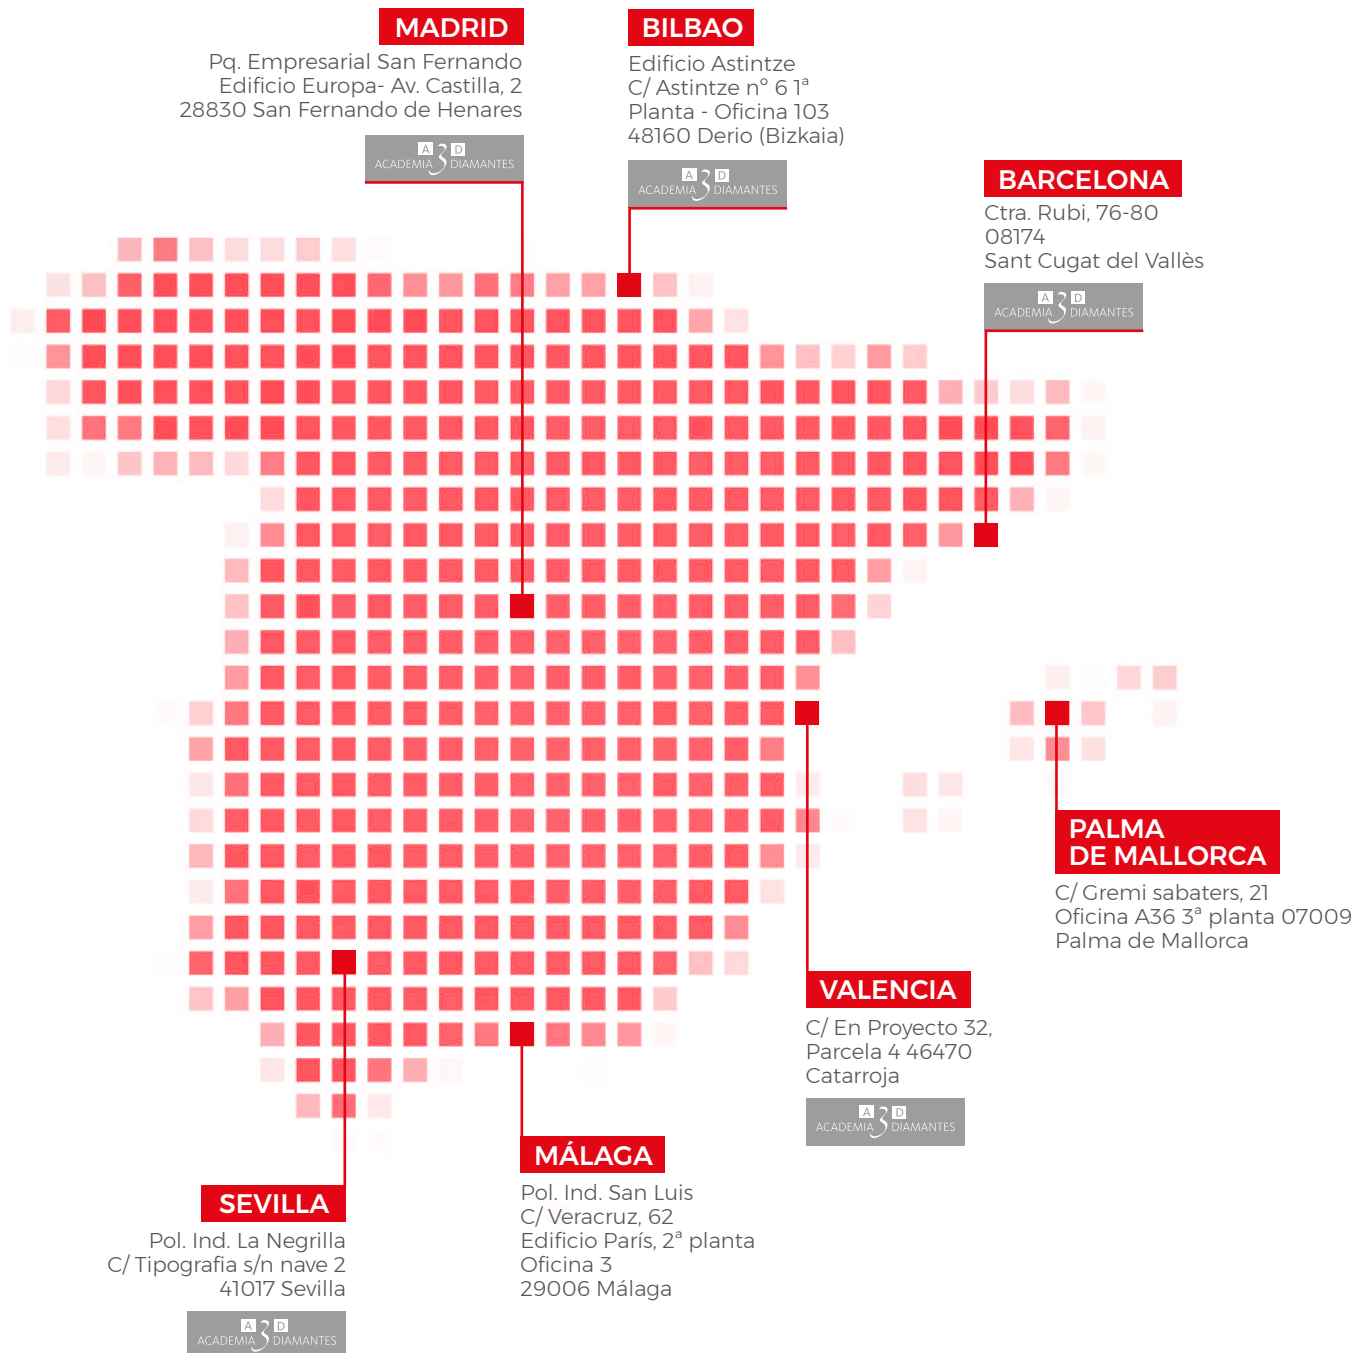 MADRID
Pq. Empresarial San Fernando
Edificio Europa- Av. Castilla, 2
28830 San Fernando de Henares
A 3 D
ACADEMIA DIAMANTES
BILBAO
Edificio Astintze
C/ Astintze nº 6 1ª
Planta - Oficina 103
48160 Derio (Bizkaia)
A 3 D
ACADEMIA DIAMANTES
BARCELONA
Ctra. Rubi, 76-80
08174
Sant Cugat del Vallès
A 3 D
ACADEMIA DIAMANTES
PALMA
DE MALLORCA
C/ Gremi sabaters, 21
Oficina A36 3ª planta 07009
Palma de Mallorca
VALENCIA
C/ En Proyecto 32,
Parcela 4 46470
Catarroja
A 3 D
ACADEMIA DIAMANTES
MÁLAGA
Pol. Ind. San Luis
C/ Veracruz, 62
Edificio París, 2ª planta
Oficina 3
29006 Málaga
SEVILLA
Pol. Ind. La Negrilla
C/ Tipografia s/n nave 2
41017 Sevilla
A 3 D
ACADEMIA DIAMANTES